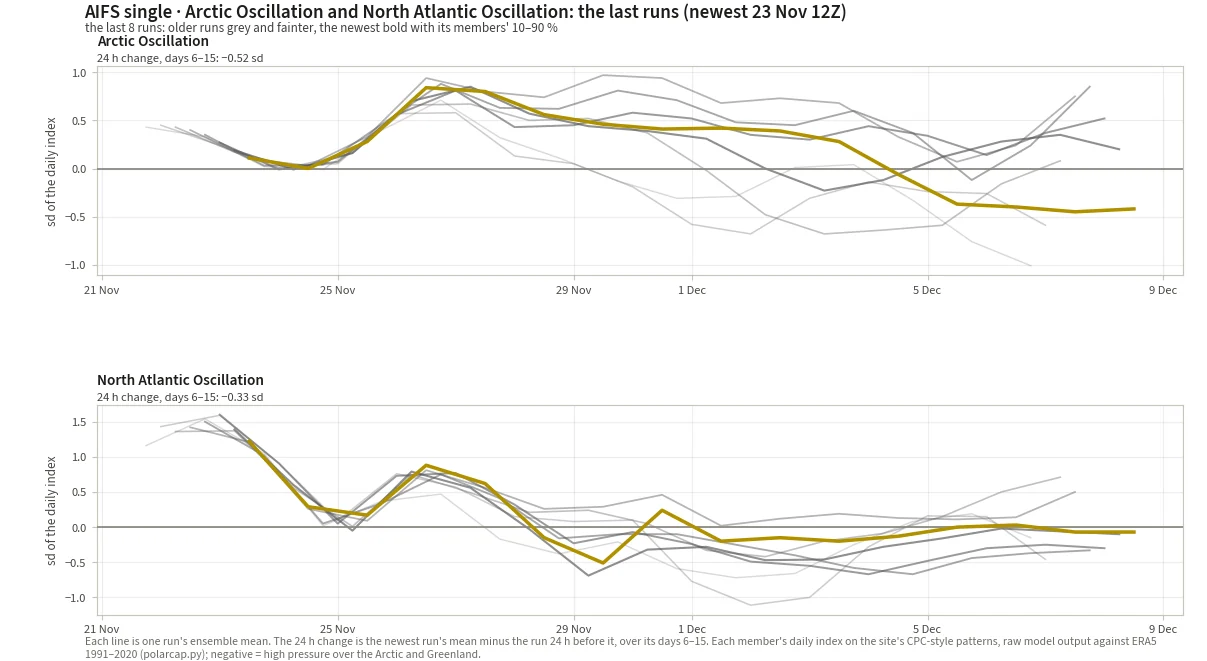 AIFS single · Arctic Oscillation and North Atlantic Oscillation: the last runs (newest 23 Nov 12Z)
the last 8 runs: older runs grey and fainter, the newest bold with its members' 10–90 %
Arctic Oscillation
24 h change, days 6–15: −0.52 sd
sd of the daily index
1.0
0.5
0.0
−0.5
−1.0
21 Nov 25 Nov 29 Nov 1 Dec 5 Dec 9 Dec
North Atlantic Oscillation
24 h change, days 6–15: −0.33 sd
sd of the daily index
1.5
1.0
0.5
0.0
−0.5
−1.0
21 Nov 25 Nov 29 Nov 1 Dec 5 Dec 9 Dec
Each line is one run's ensemble mean. The 24 h change is the newest run's mean minus the run 24 h before it, over its days 6–15. Each member's daily index on the site's CPC-style patterns, raw model output against ERA5
1991–2020 (polarcap.py); negative = high pressure over the Arctic and Greenland.